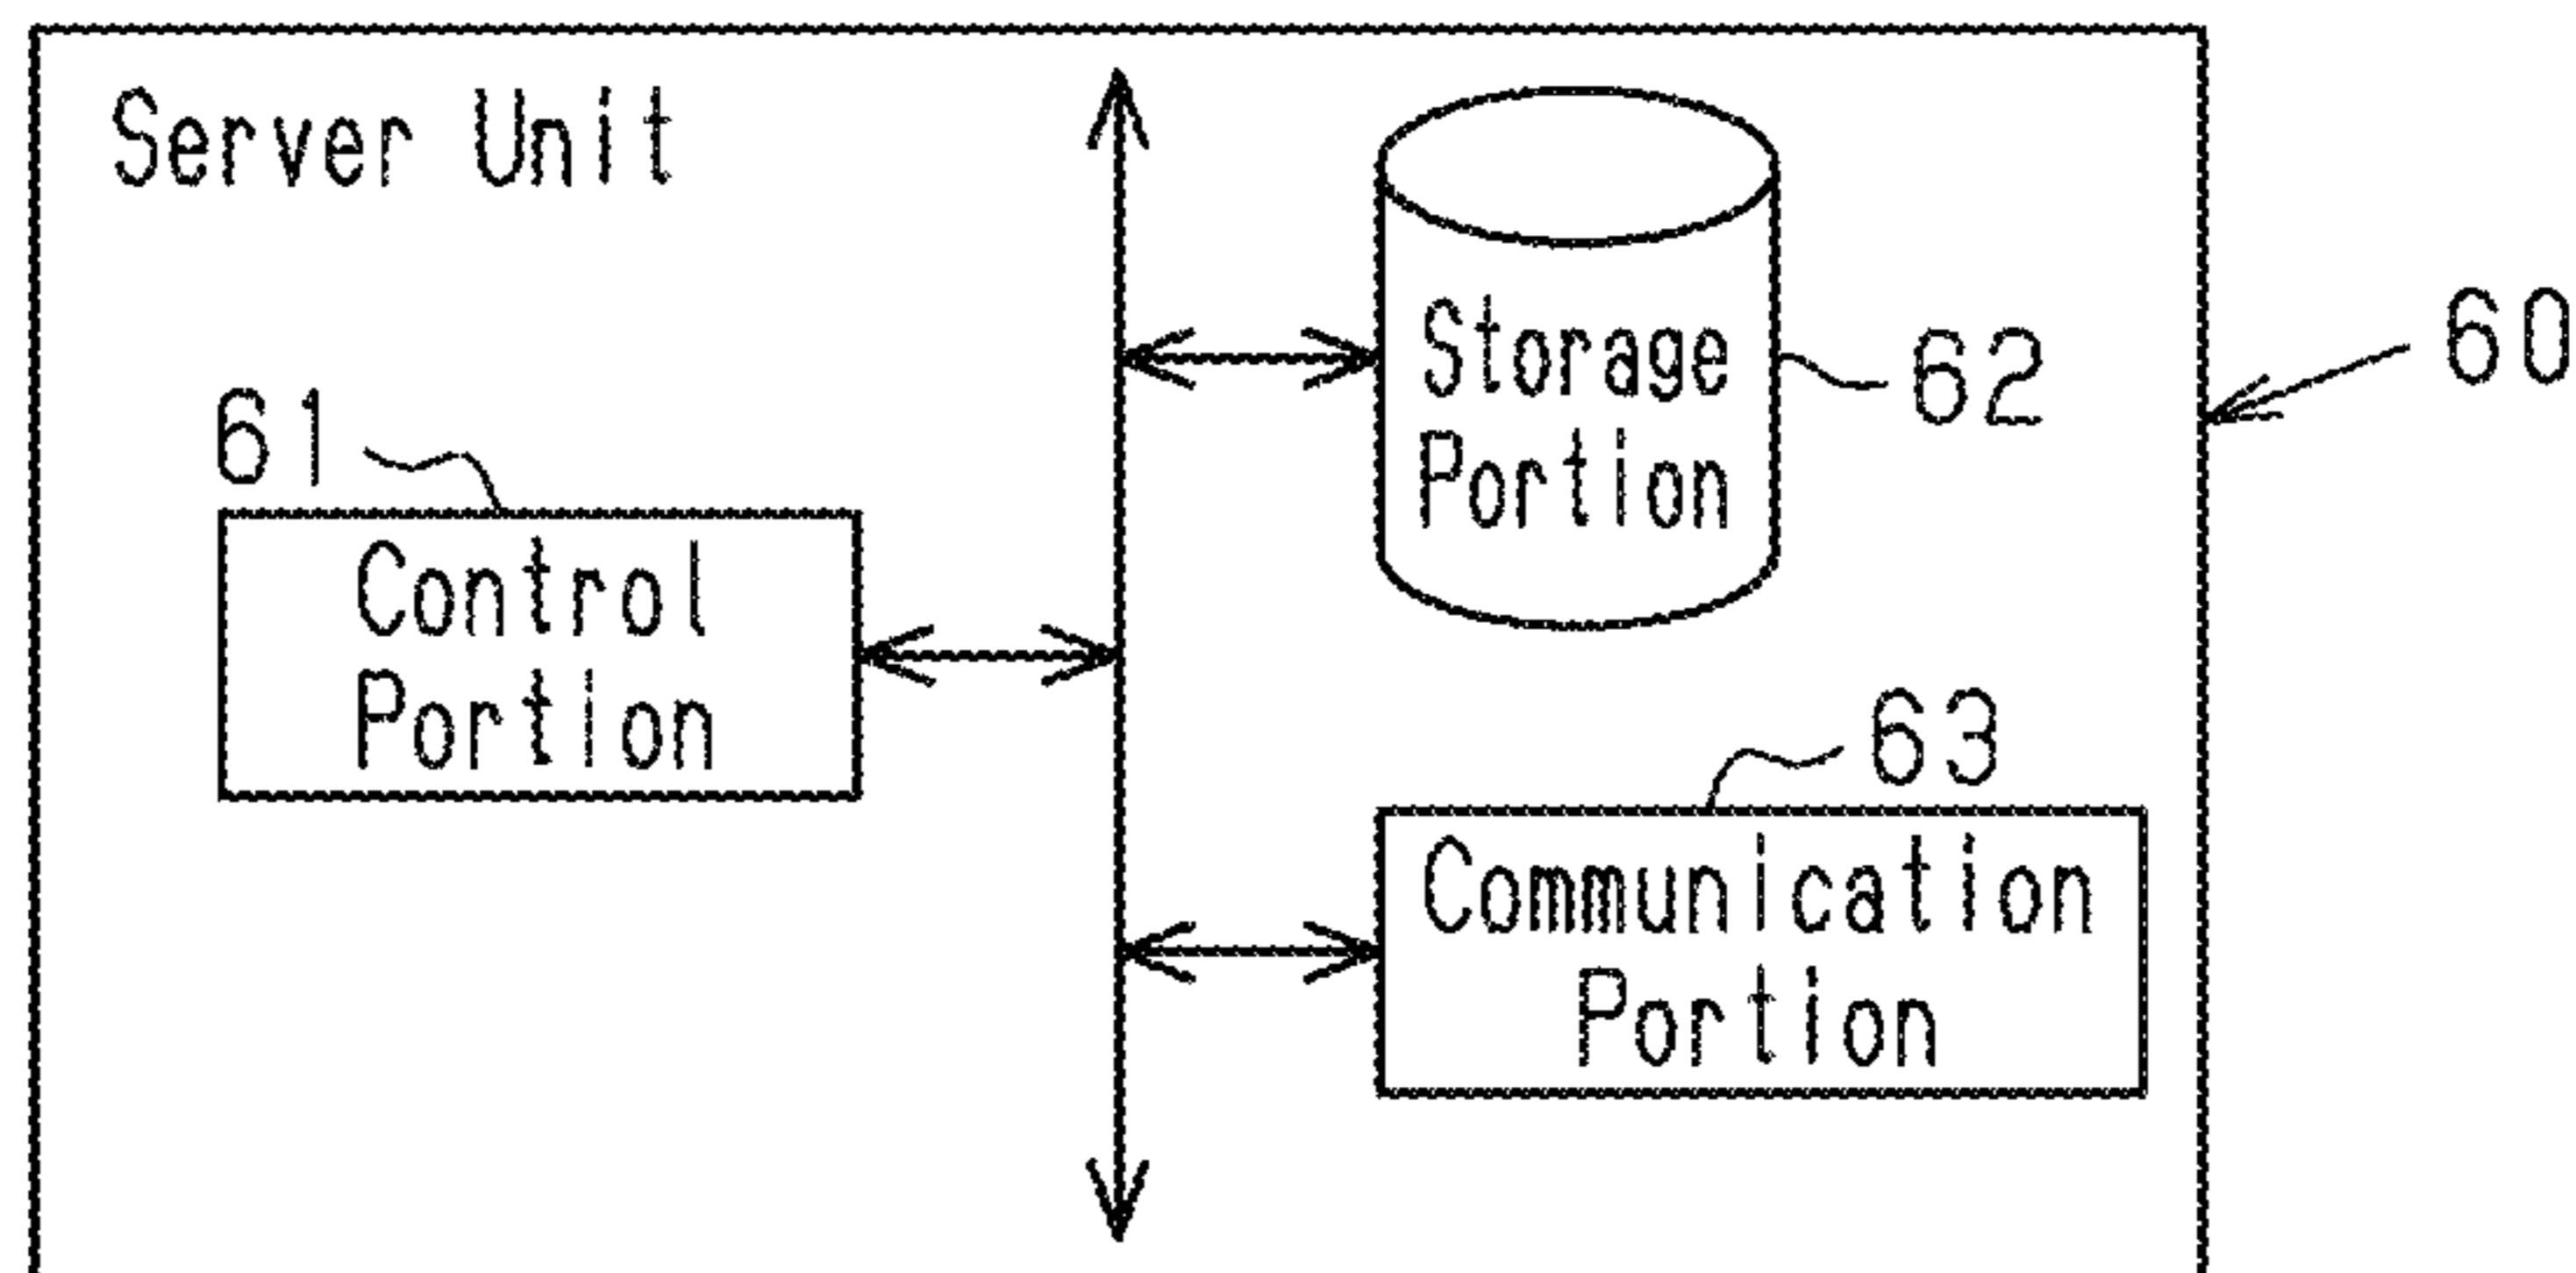 Server Unit
Storage
Portion
62
60
61
Control
Portion
63
Communication
Portion